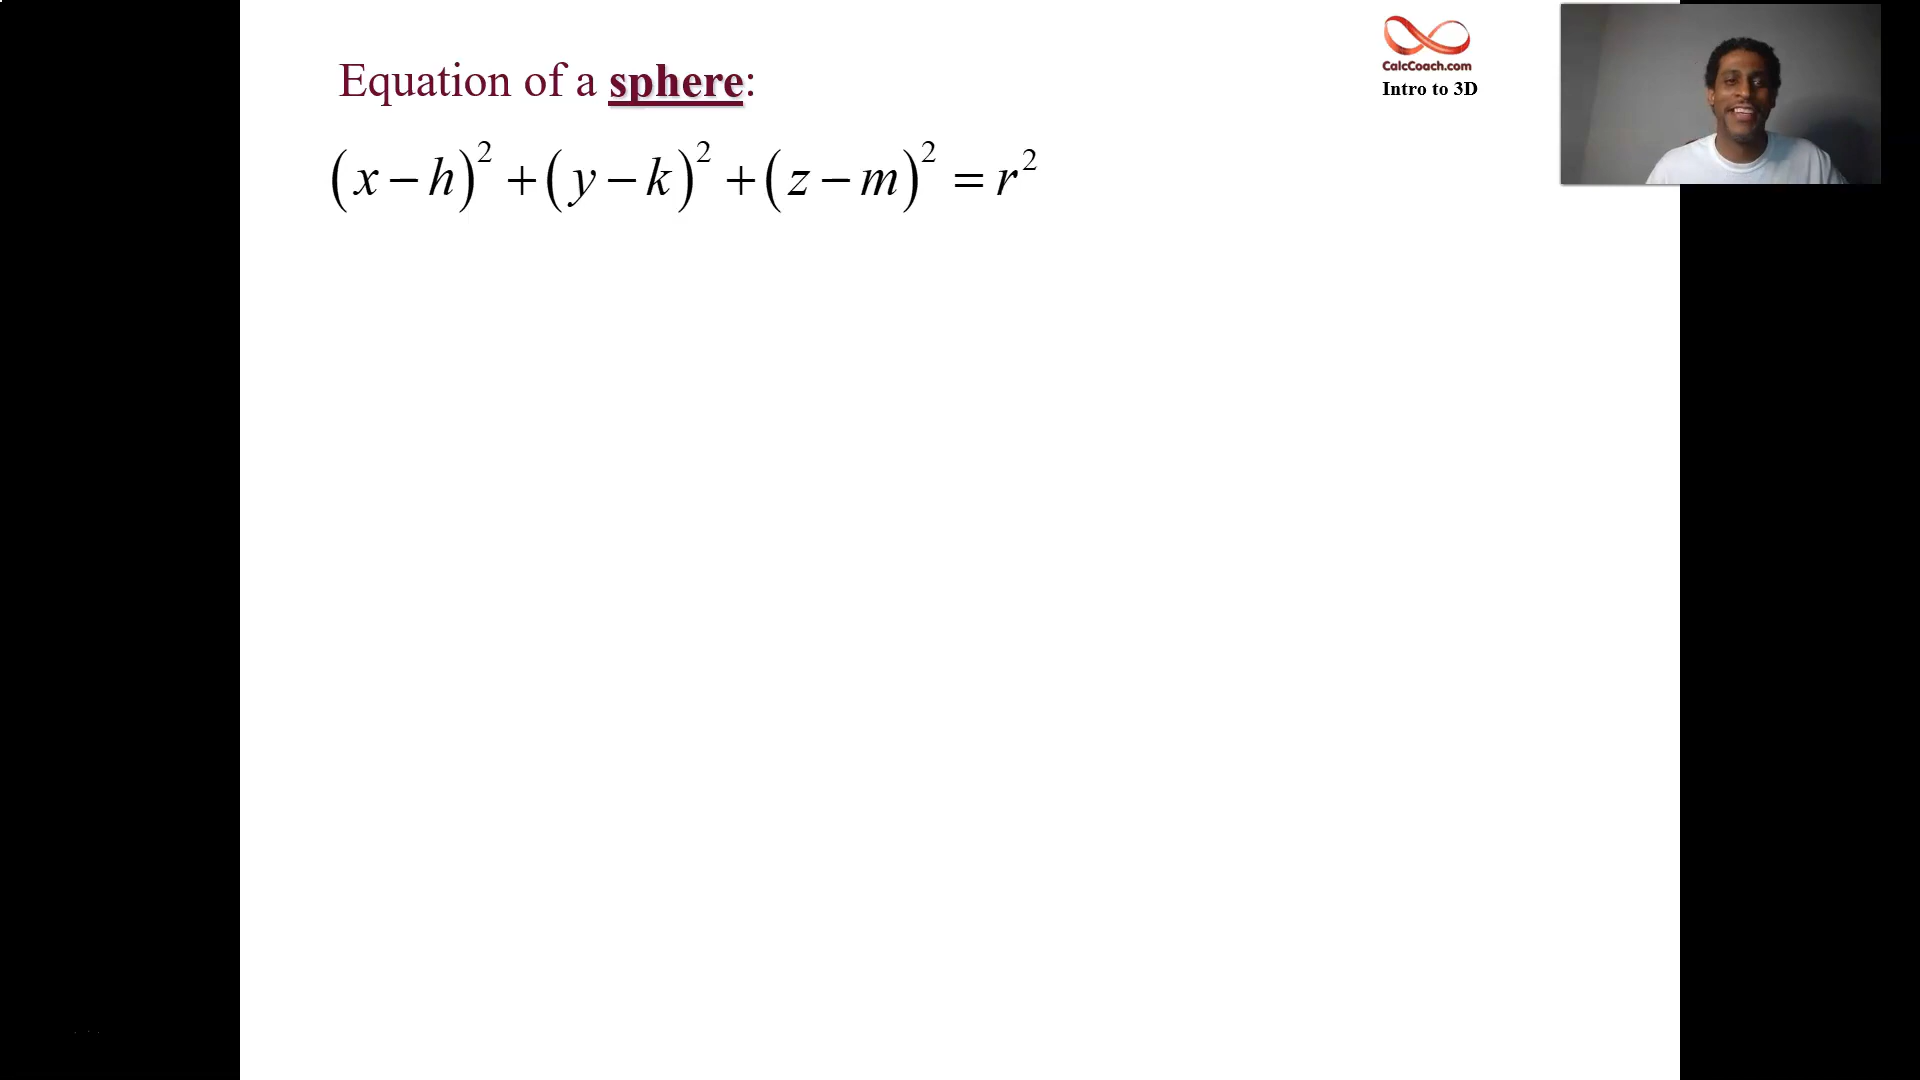 Equation of a sphere:
(x − h)² + (y − k)² + (z − m)² = r²
CalcCoach.com
Intro to 3D